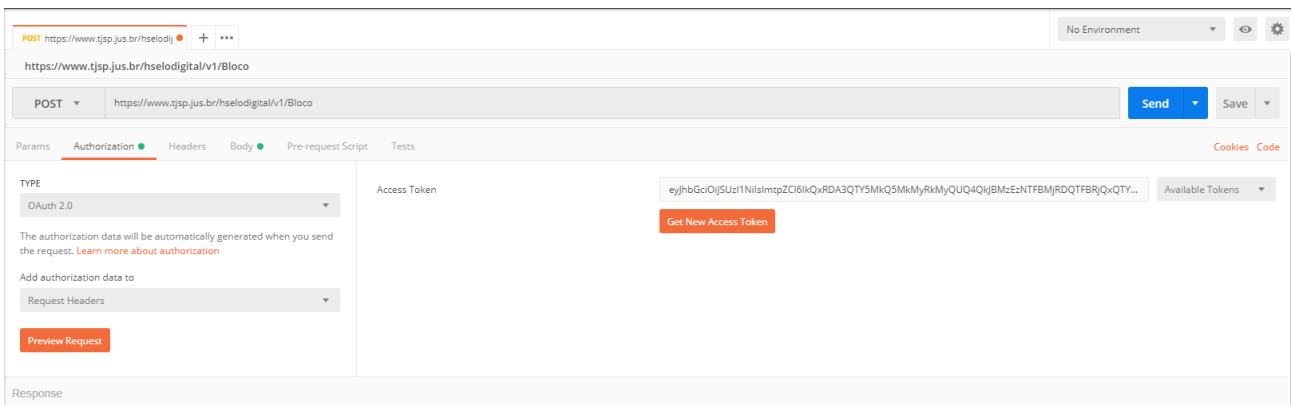 POST https://www.tjsp.jus.br/hselodig + ••• No Environment
https://www.tjsp.jus.br/hselodigital/v1/Bloco
POST https://www.tjsp.jus.br/hselodigital/v1/Bloco Send Save
Params Authorization Headers Body Pre-request Script Tests Cookies Code
TYPE
OAuth 2.0
The authorization data will be automatically generated when you send
the request. Learn more about authorization
Add authorization data to
Request Headers
Preview Request
Access Token
Available Tokens
Get New Access Token
Response